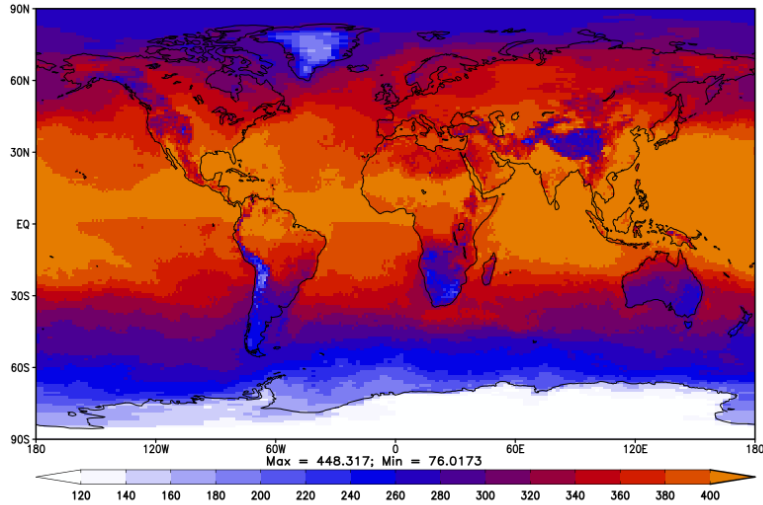 90N
60N
30N
EQ
30S
60S
90S
180 120W 60W 0 60E 120E 180
Max = 448.317; Min = 76.0173
120 140 160 180 200 220 240 260 280 300 320 340 360 380 400